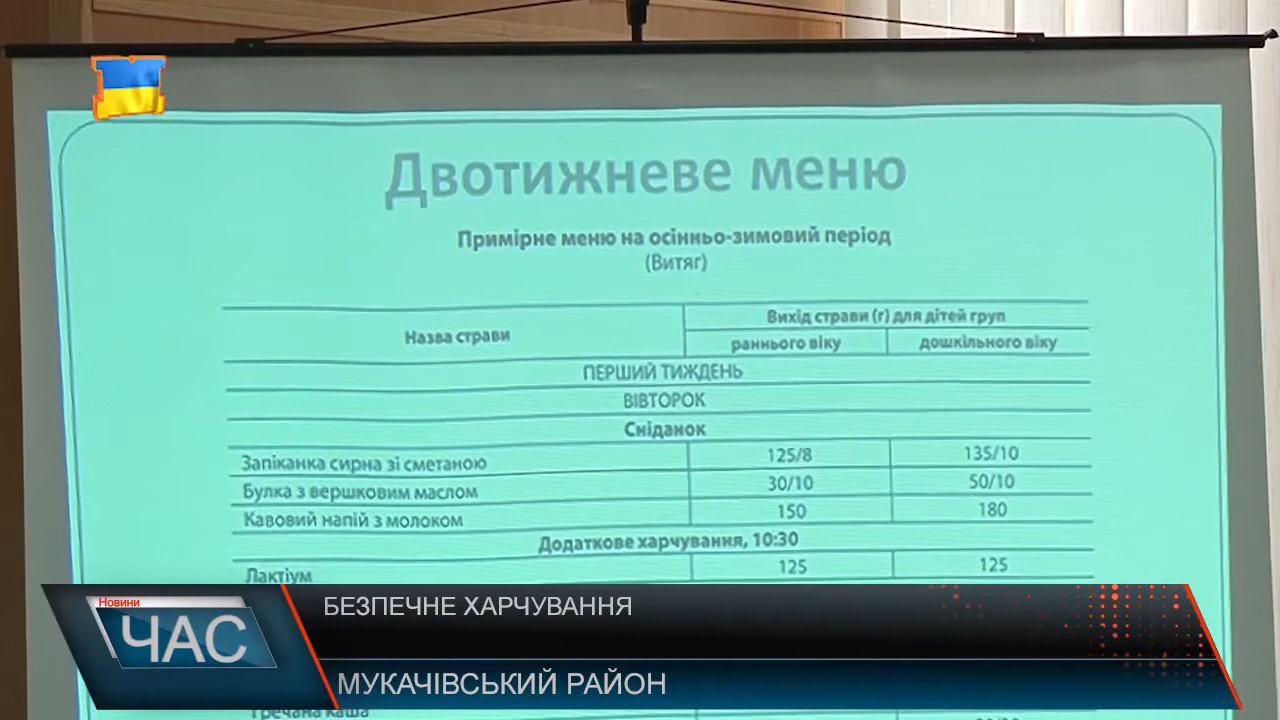 Двотижневе меню
Примірне меню на осінньо-зимовий період
(Витяг)
Назва страви
Вихід страви (г) для дітей груп
раннього віку дошкільного віку
ПЕРШИЙ ТИЖДЕНЬ
ВІВТОРОК
Сніданок
Запіканка сирна зі сметаною 125/8 135/10
Булка з вершковим маслом 30/10 50/10
Кавовий напій з молоком 150 180
Додаткове харчування, 10:30
Лактіум 125 125
Новини
ЧАС
БЕЗПЕЧНЕ ХАРЧУВАННЯ
МУКАЧІВСЬКИЙ РАЙОН
Гречана каша